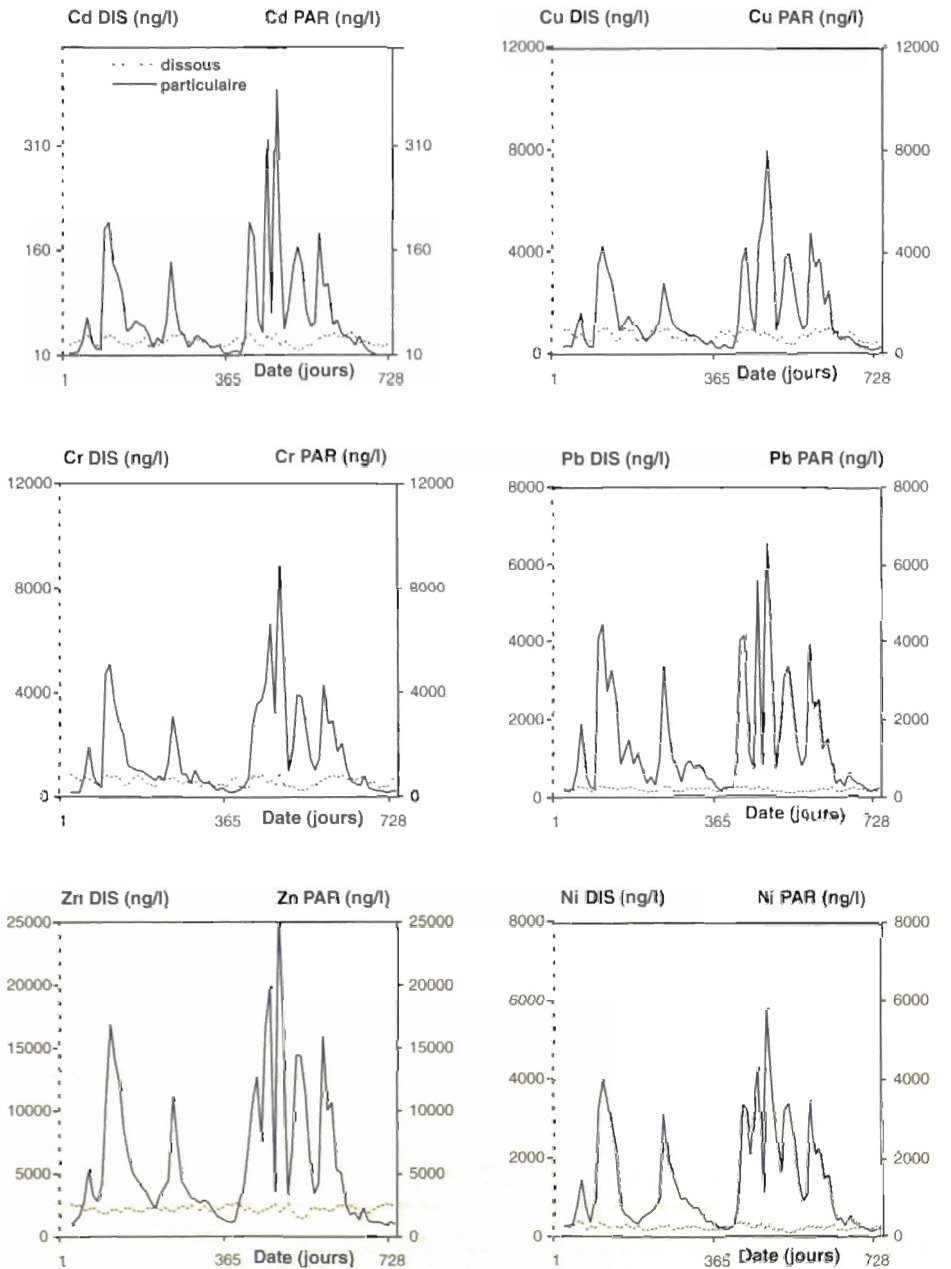 Cd DIS (ng/l) Cd PAR (ng/l)
dissous
particulaire
310 310
160 160
10 10
1 365 Date (jours) 728
Cu DIS (ng/l) Cu PAR (ng/l)
12000 12000
8000 8000
4000 4000
0 0
1 365 Date (jours) 728
Cr DIS (ng/l) Cr PAR (ng/l)
12000 12000
8000 8000
4000 4000
0 0
1 365 Date (jours) 728
Pb DIS (ng/l) Pb PAR (ng/l)
8000 8000
6000 6000
4000 4000
2000 2000
0 0
1 365 Date (jours) 728
Zn DIS (ng/l) Zn PAR (ng/l)
25000 25000
20000 20000
15000 15000
10000 10000
5000 5000
0 0
1 365 Date (jours) 728
Ni DIS (ng/l) Ni PAR (ng/l)
8000 8000
6000 6000
4000 4000
2000 2000
0 0
1 365 Date (jours) 728